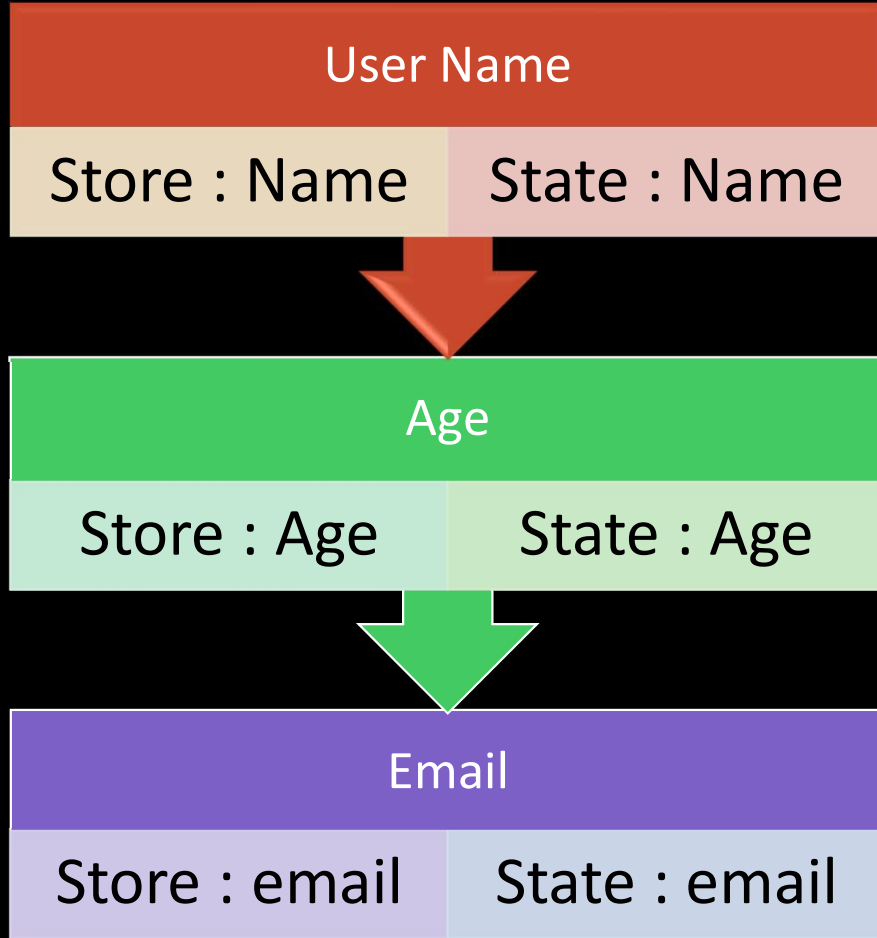 User Name
Store : Name State : Name
Age
Store : Age State : Age
Email
Store : email State : email